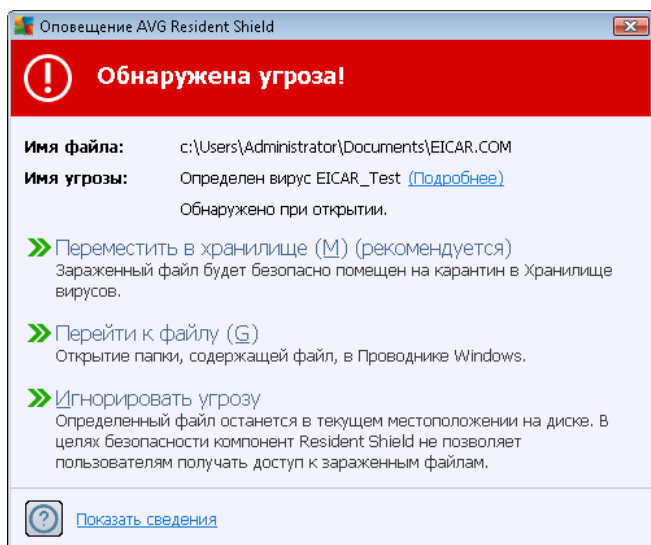 Оповещение AVG Resident Shield
Обнаружена угроза!
Имя файла: c:\Users\Administrator\Documents\EICAR.COM
Имя угрозы: Определен вирус EICAR_Test (Подробнее)
Обнаружено при открытии.
Переместить в хранилище (M) (рекомендуется)
Зараженный файл будет безопасно помещен на карантин в Хранилище
вирусов.
Перейти к файлу (G)
Открытие папки, содержащей файл, в Проводнике Windows.
Игнорировать угрозу
Определенный файл останется в текущем местоположении на диске. В
целях безопасности компонент Resident Shield не позволяет
пользователям получать доступ к зараженным файлам.
Показать сведения